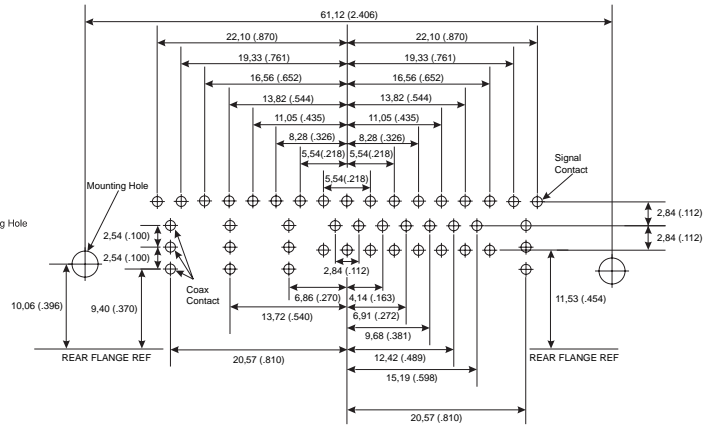 61,12 (2.406)
22,10 (.870) 22,10 (.870)
19,33 (.761) 19,33 (.761)
16,56 (.652) 16,56 (.652)
13,82 (.544) 13,82 (.544)
11,05 (.435) 11,05 (.435)
8,28 (.326) 8,28 (.326)
5,54(.218) 5,54(.218)
5,54(.218)
Signal
Contact
Mounting Hole
g Hole
2,84 (.112)
2,54 (.100)
2,84 (.112)
2,54 (.100)
2,84 (.112)
Coax
Contact
10,06 (.396)
9,40 (.370)
6,86 (.270) 4,14 (.163)
11,53 (.454)
13,72 (.540) 6,91 (.272)
9,68 (.381)
REAR FLANGE REF
20,57 (.810) 12,42 (.489)
REAR FLANGE REF
15,19 (.598)
20,57 (.810)